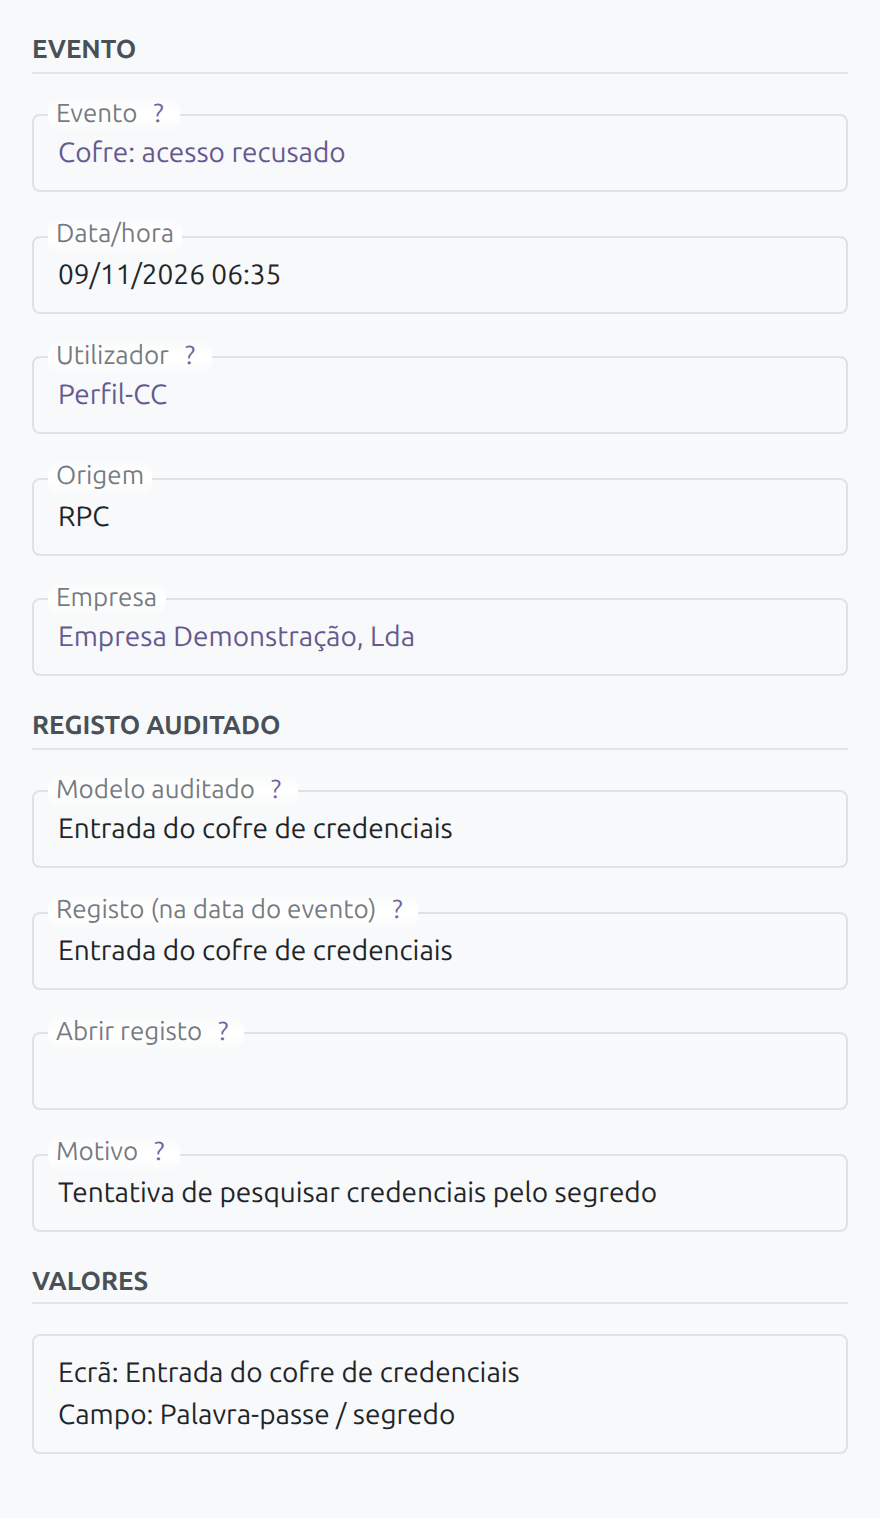 EVENTO
Evento ?
Cofre: acesso recusado
Data/hora
09/11/2026 06:35
Utilizador ?
Perfil-CC
Origem
RPC
Empresa
Empresa Demonstração, Lda
REGISTO AUDITADO
Modelo auditado ?
Entrada do cofre de credenciais
Registo (na data do evento) ?
Entrada do cofre de credenciais
Abrir registo ?
Motivo ?
Tentativa de pesquisar credenciais pelo segredo
VALORES
Ecrã: Entrada do cofre de credenciais
Campo: Palavra-passe / segredo